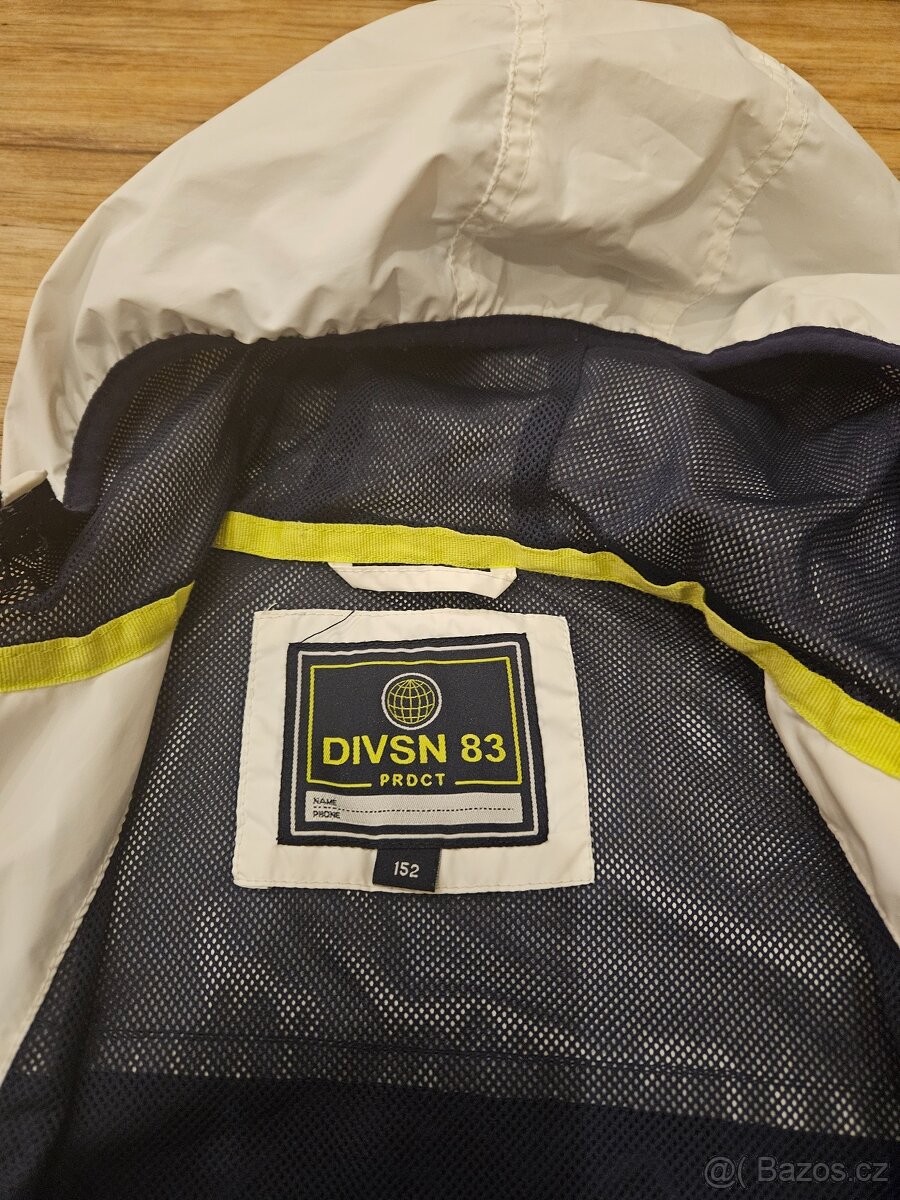 DIVSN 83
PRDCT
NAME
PHONE
152
@( Bazos.cz